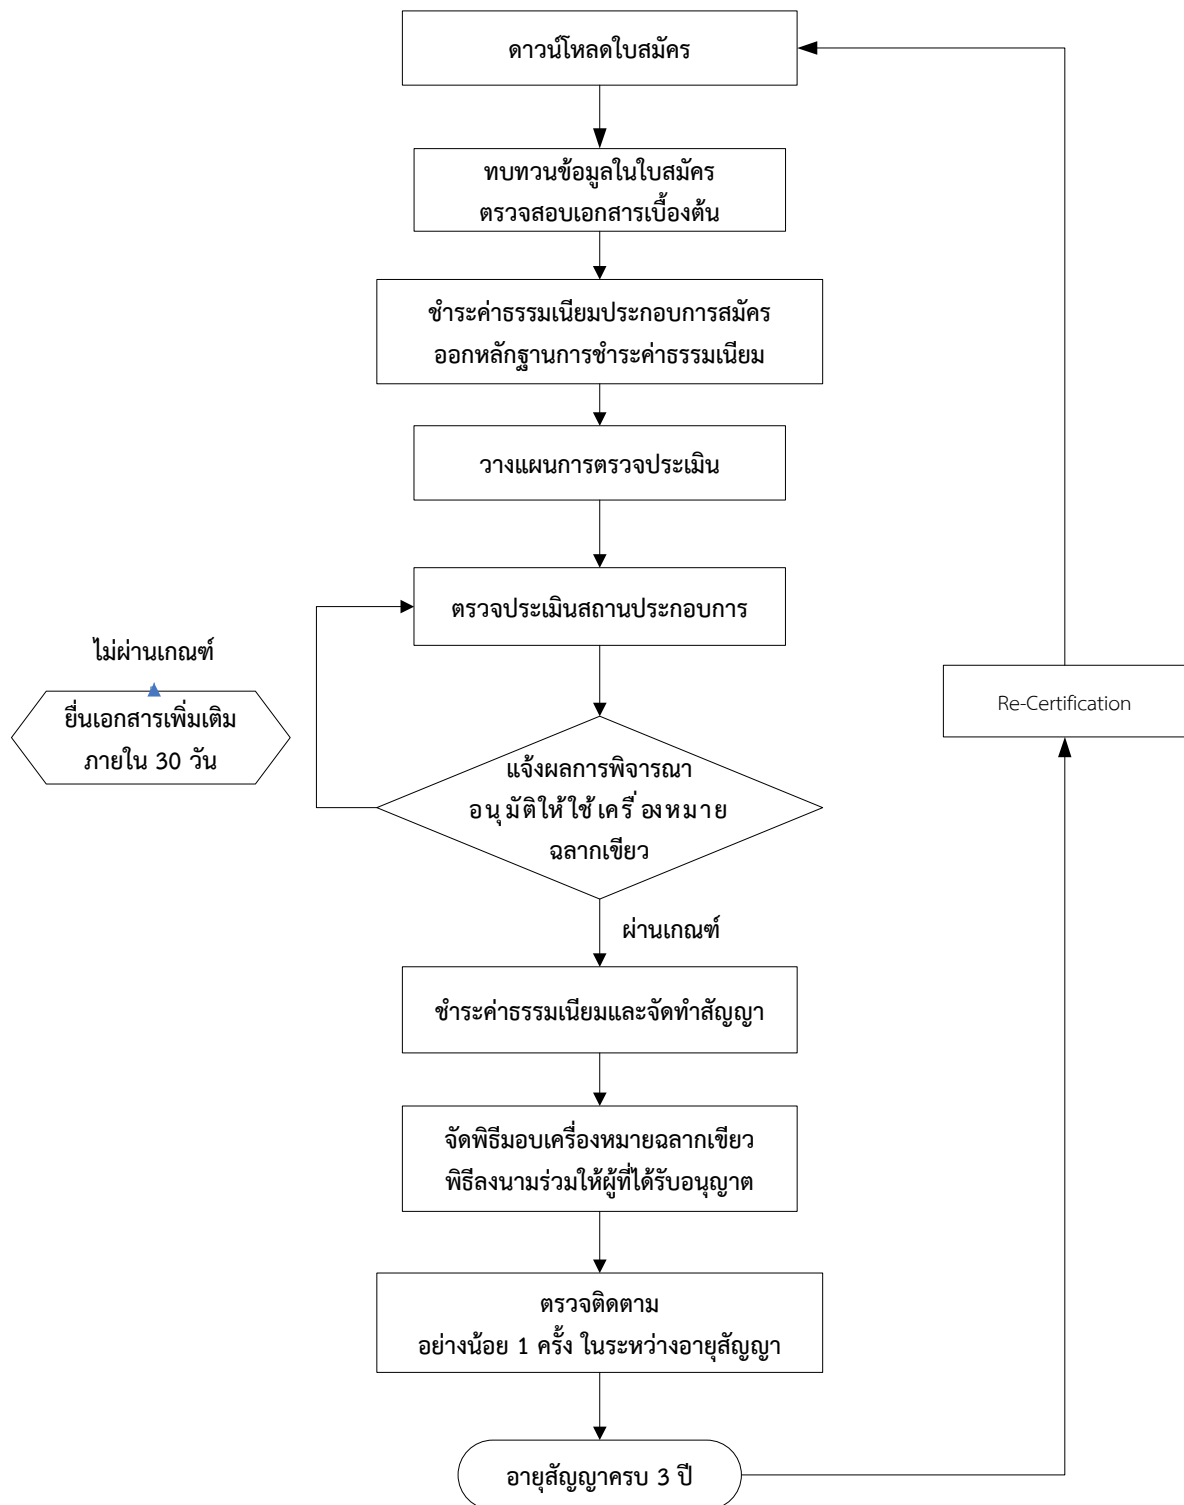 ดาวน์โหลดใบสมัคร
ทบทวนข้อมูลในใบสมัคร
ตรวจสอบเอกสารเบื้องต้น
ชำระค่าธรรมเนียมประกอบการสมัคร
ออกหลักฐานการชำระค่าธรรมเนียม
วางแผนการตรวจประเมิน
ตรวจประเมินสถานประกอบการ
ไม่ผ่านเกณฑ์
ยื่นเอกสารเพิ่มเติม
ภายใน 30 วัน
Re-Certification
แจ้งผลการพิจารณา
อนุมัติให้ใช้เครื่องหมาย
ฉลากเขียว
ผ่านเกณฑ์
ชำระค่าธรรมเนียมและจัดทำสัญญา
จัดพิธีมอบเครื่องหมายฉลากเขียว
พิธีลงนามร่วมให้ผู้ที่ได้รับอนุญาต
ตรวจติดตาม
อย่างน้อย 1 ครั้ง ในระหว่างอายุสัญญา
อายุสัญญาครบ 3 ปี